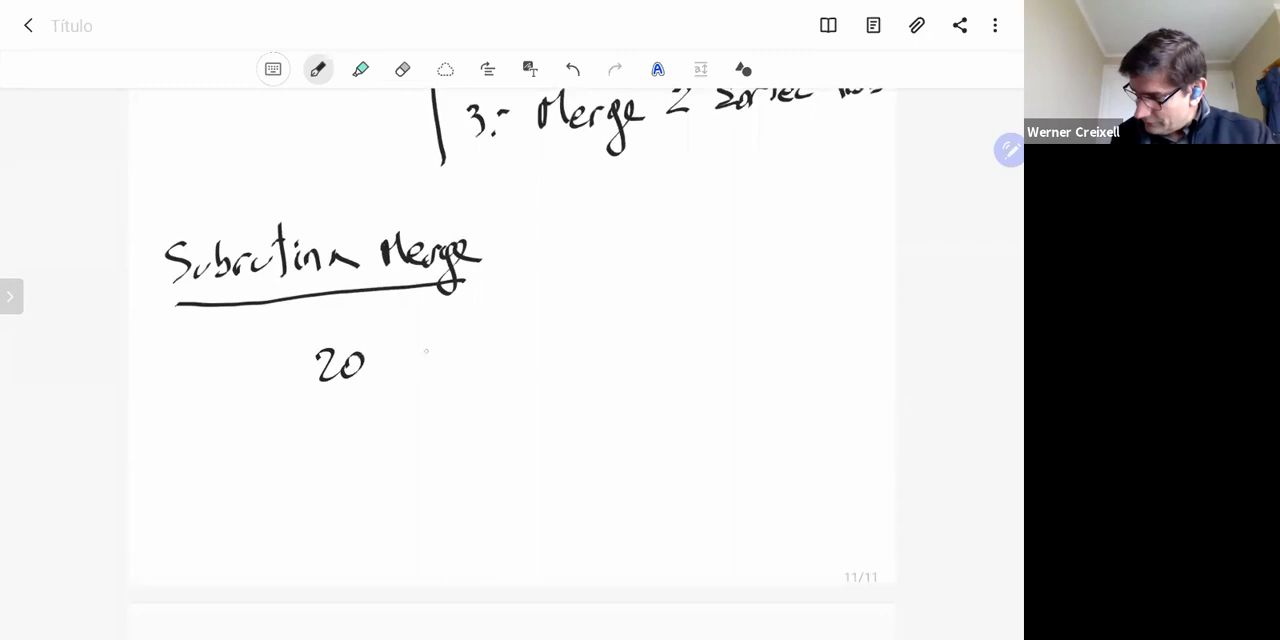 Título
3.- Merge 2 sorted
Werner Creixell
Subrutina Merge
20
11/11